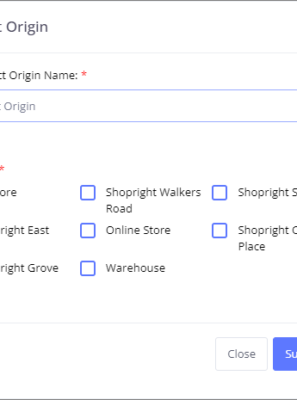 t Origin
ct Origin Name: *
t Origin
*
ore
Shopright Walkers
Road
Shopright S
right East
Online Store
Shopright
Place
right Grove
Warehouse
Close
Su